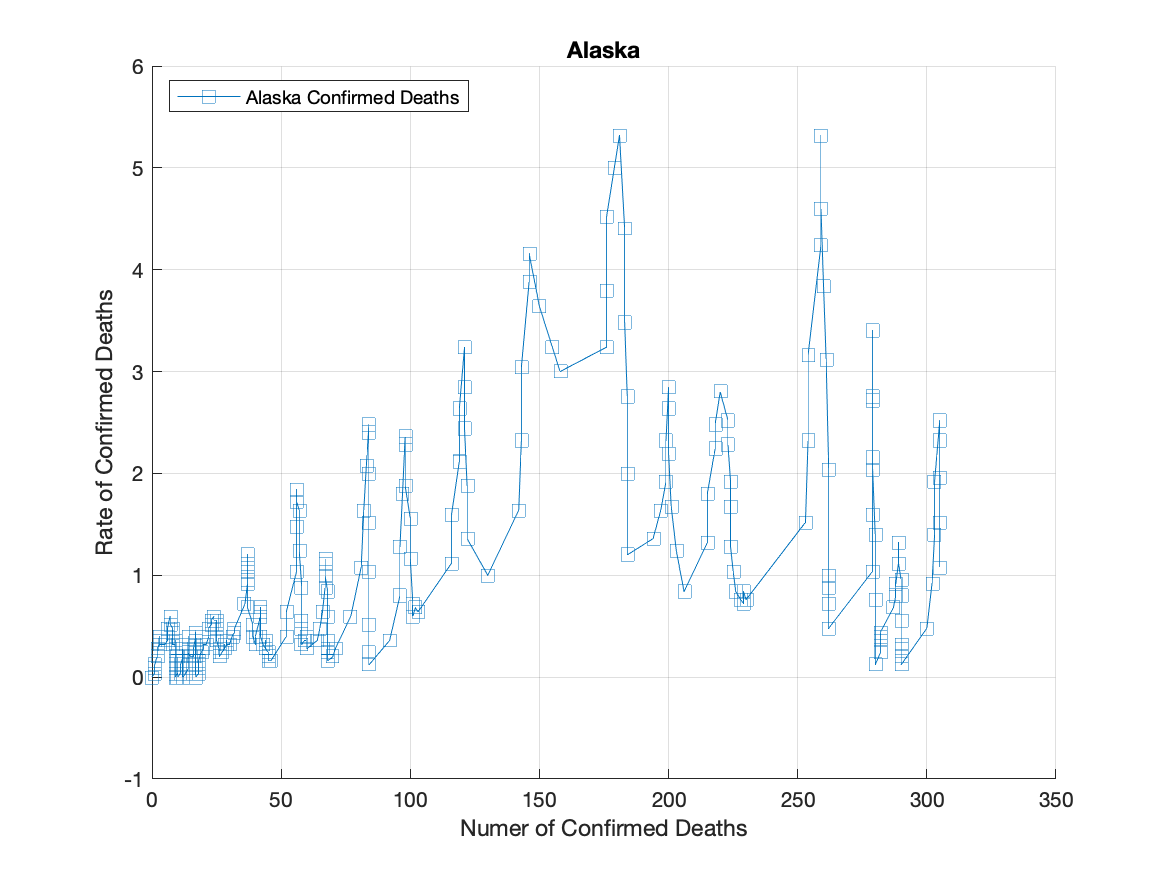 Alaska
Alaska Confirmed Deaths
6
5
4
3
2
1
0
-1
Rate of Confirmed Deaths
0 50 100 150 200 250 300 350
Numer of Confirmed Deaths